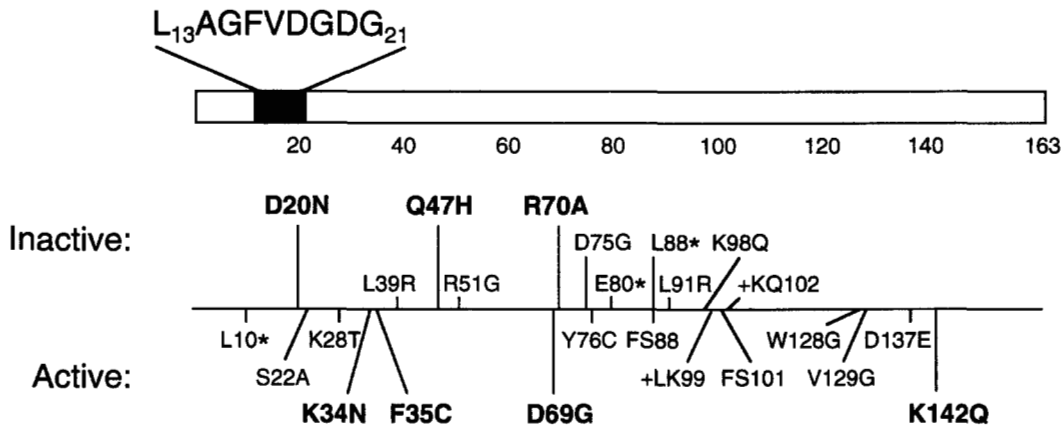 L13AGFVDGDG21
20 40 60 80 100 120 140 163
D20N Q47H R70A
Inactive: D75G L88* K98Q
L39R R51G E80* L91R +KQ102
L10* K28T Y76C FS88 W128G D137E
Active: S22A +LK99 FS101 V129G
K34N F35C D69G K142Q